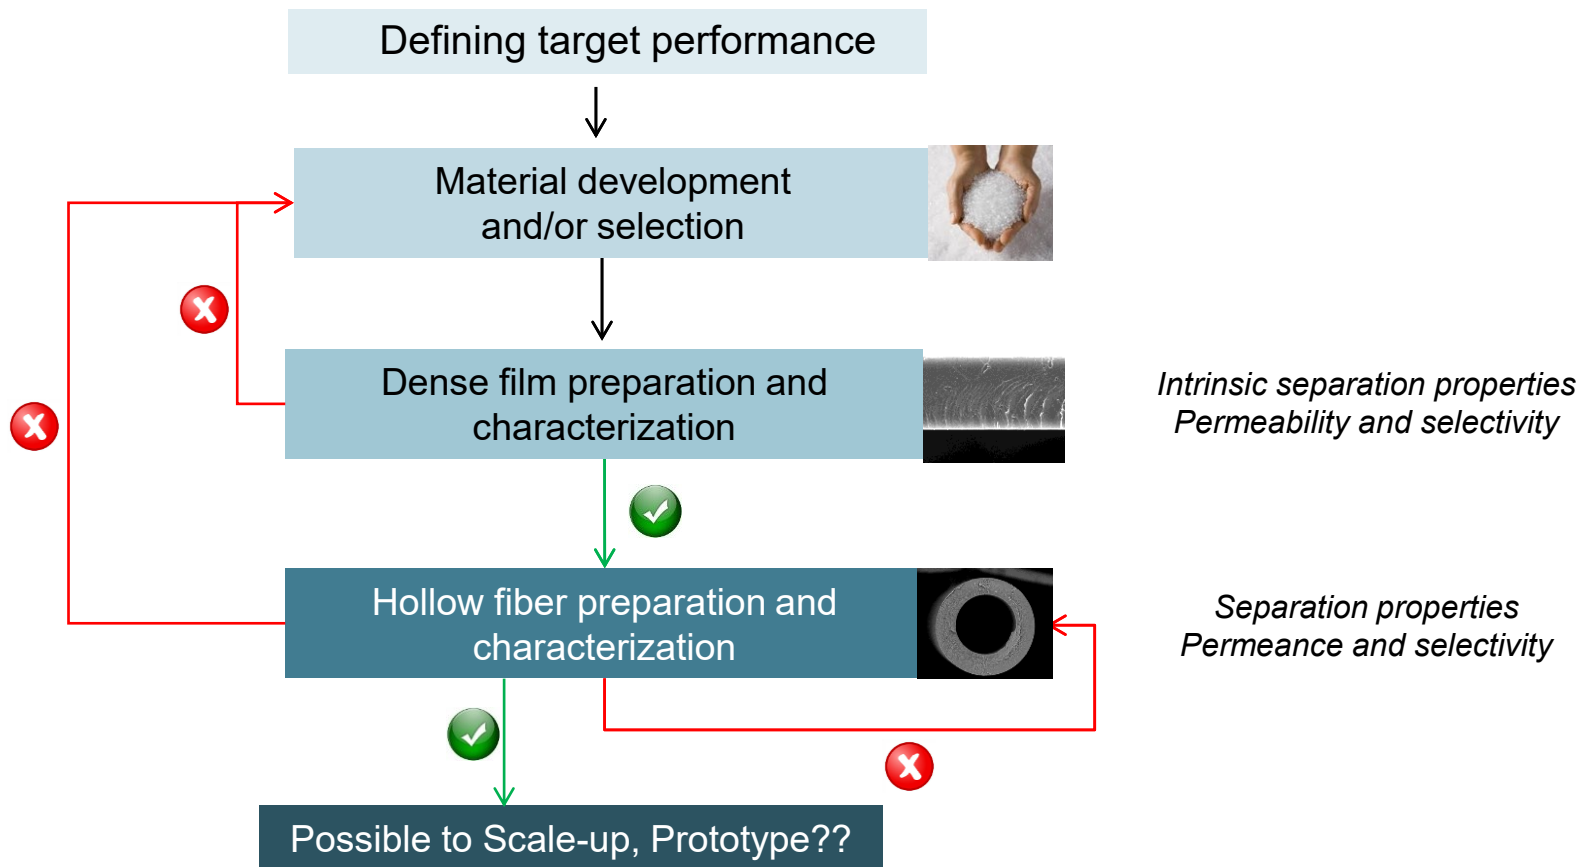 Defining target performance
Material development
and/or selection
Dense film preparation and
characterization
Intrinsic separation properties
Permeability and selectivity
Hollow fiber preparation and
characterization
Separation properties
Permeance and selectivity
Possible to Scale-up, Prototype??